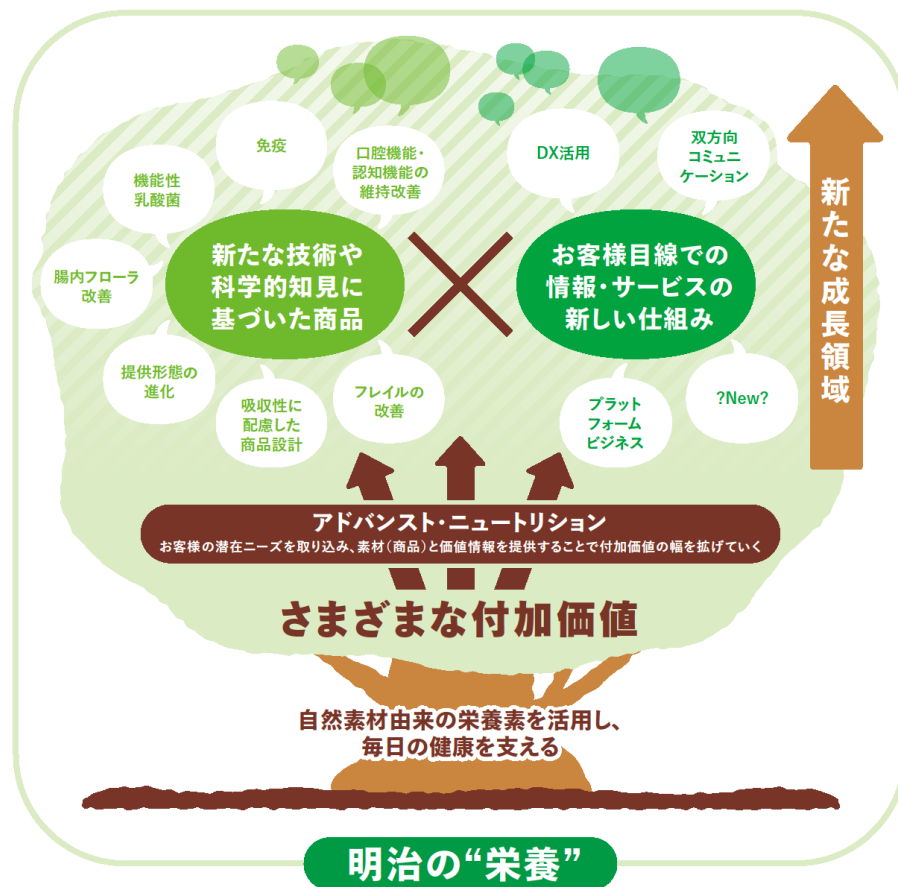 免疫
口腔機能・
認知機能の
維持改善
機能性
乳酸菌
腸内フローラ
改善
新たな技術や
科学的知見に
基づいた商品
提供形態の
進化
吸収性に
配慮した
商品設計
フレイルの
改善
DX活用
双方向
コミュニ
ケーション
お客様目線での
情報・サービスの
新しい仕組み
プラット
フォーム
ビジネス
?New?
新たな成長領域
アドバンスト・ニュートリション
お客様の潜在ニーズを取り込み、素材(商品)と価値情報を提供することで付加価値の幅を拡げていく
さまざまな付加価値
自然素材由来の栄養素を活用し、
毎日の健康を支える
明治の“栄養”